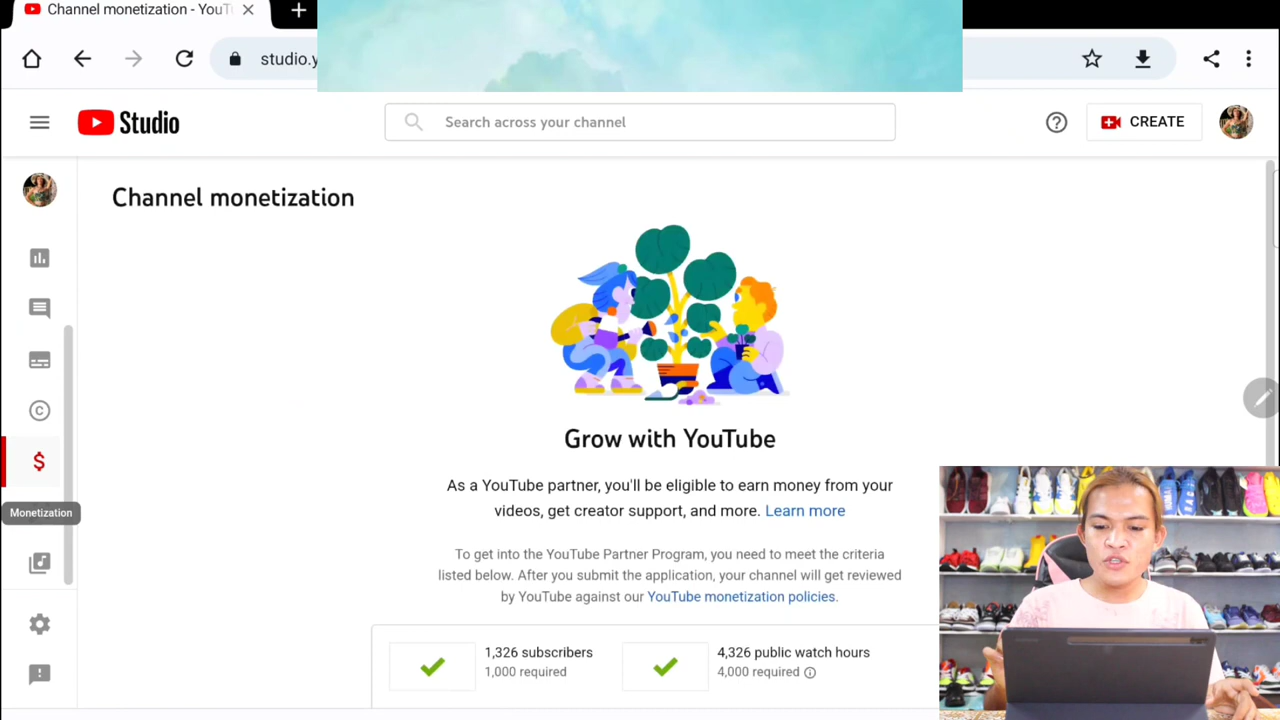 Channel monetization - YouT
studio.y
Studio
Search across your channel
CREATE
Channel monetization
Grow with YouTube
As a YouTube partner, you'll be eligible to earn money from your
videos, get creator support, and more. Learn more
Monetization
To get into the YouTube Partner Program, you need to meet the criteria
listed below. After you submit the application, your channel will get reviewed
by YouTube against our YouTube monetization policies.
1,326 subscribers
1,000 required
4,326 public watch hours
4,000 required